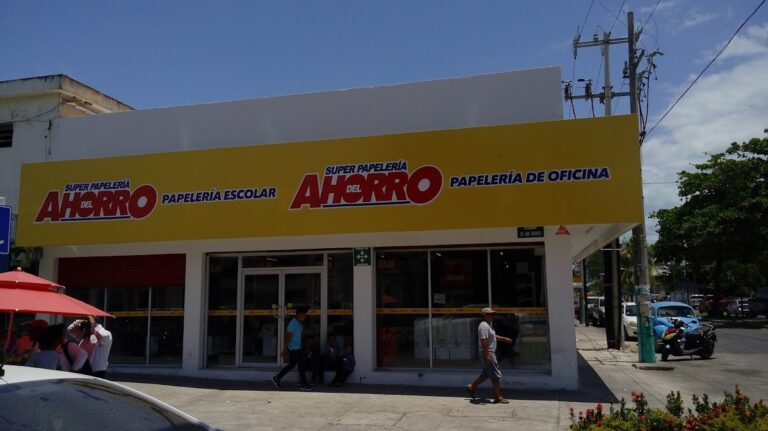 SUPER PAPELERÍA
AHORRO
DEL
PAPELERÍA ESCOLAR
SUPER PAPELERÍA
AHORRO
DEL
PAPELERÍA DE OFICINA